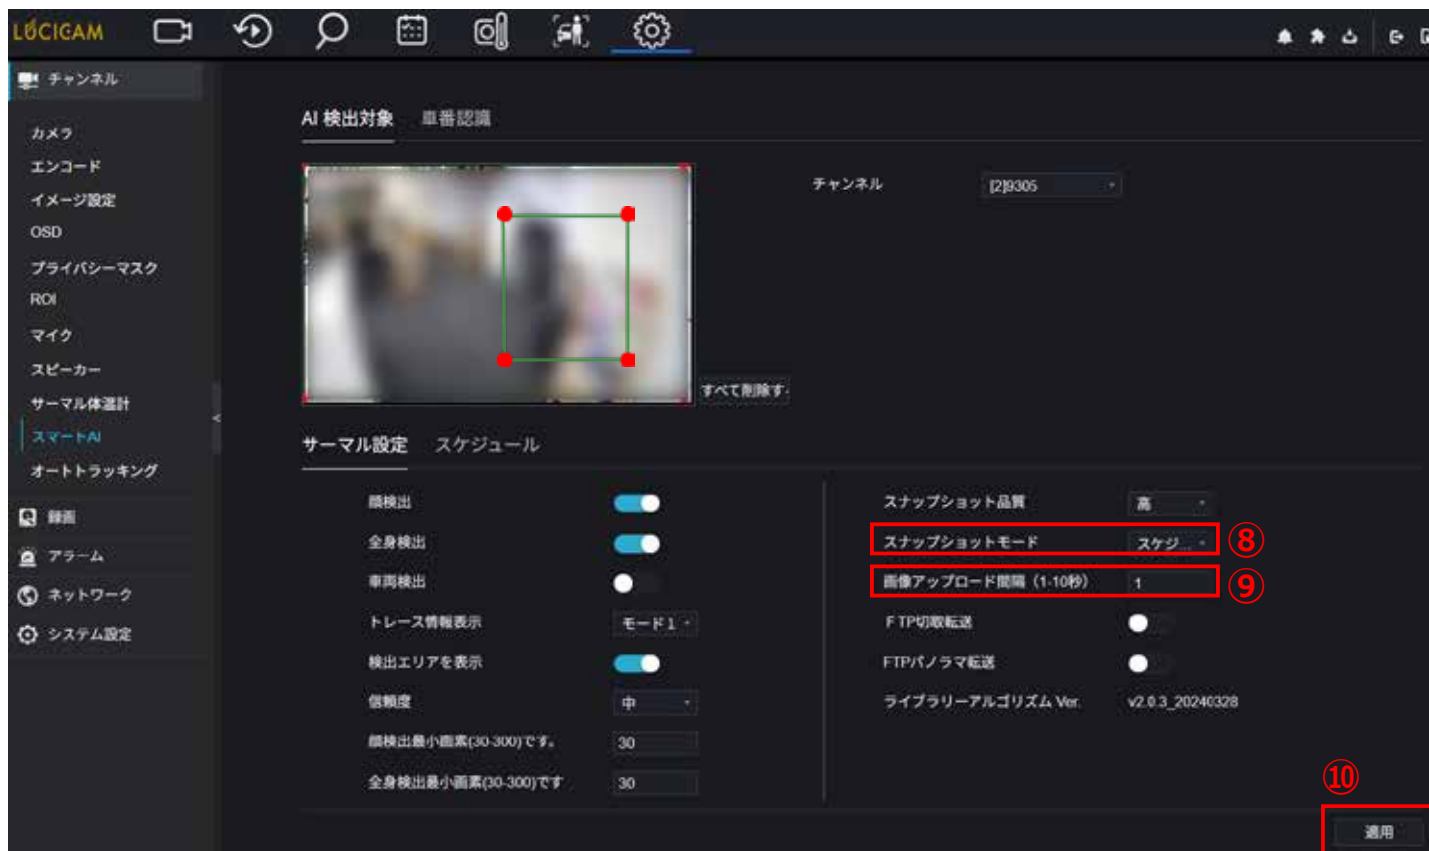 LÓCIGAM
チャンネル
カメラ
エンコード
イメージ設定
OSD
プライバシーマスク
ROI
マイク
スピーカー
サーマル体温計
スマートAI
オートトラッキング
録画
アラーム
ネットワーク
システム設定
<
AI 検出対象 車番認識
チャンネル [2]9305
すべて削除す
サーマル設定 スケジュール
顔検出
全身検出
車両検出
トレース情報表示 モード1
検出エリアを表示
信頼度 中
顔検出最小画素(30-300)です。 30
全身検出最小画素(30-300)です 30
スナップショット品質 高
スナップショットモード スケジ... ⑧
画像アップロード間隔（1-10秒） 1 ⑨
FTP切取転送
FTPパノラマ転送
ライブラリーアルゴリズム Ver. v2.0.3_20240328
⑩
適用